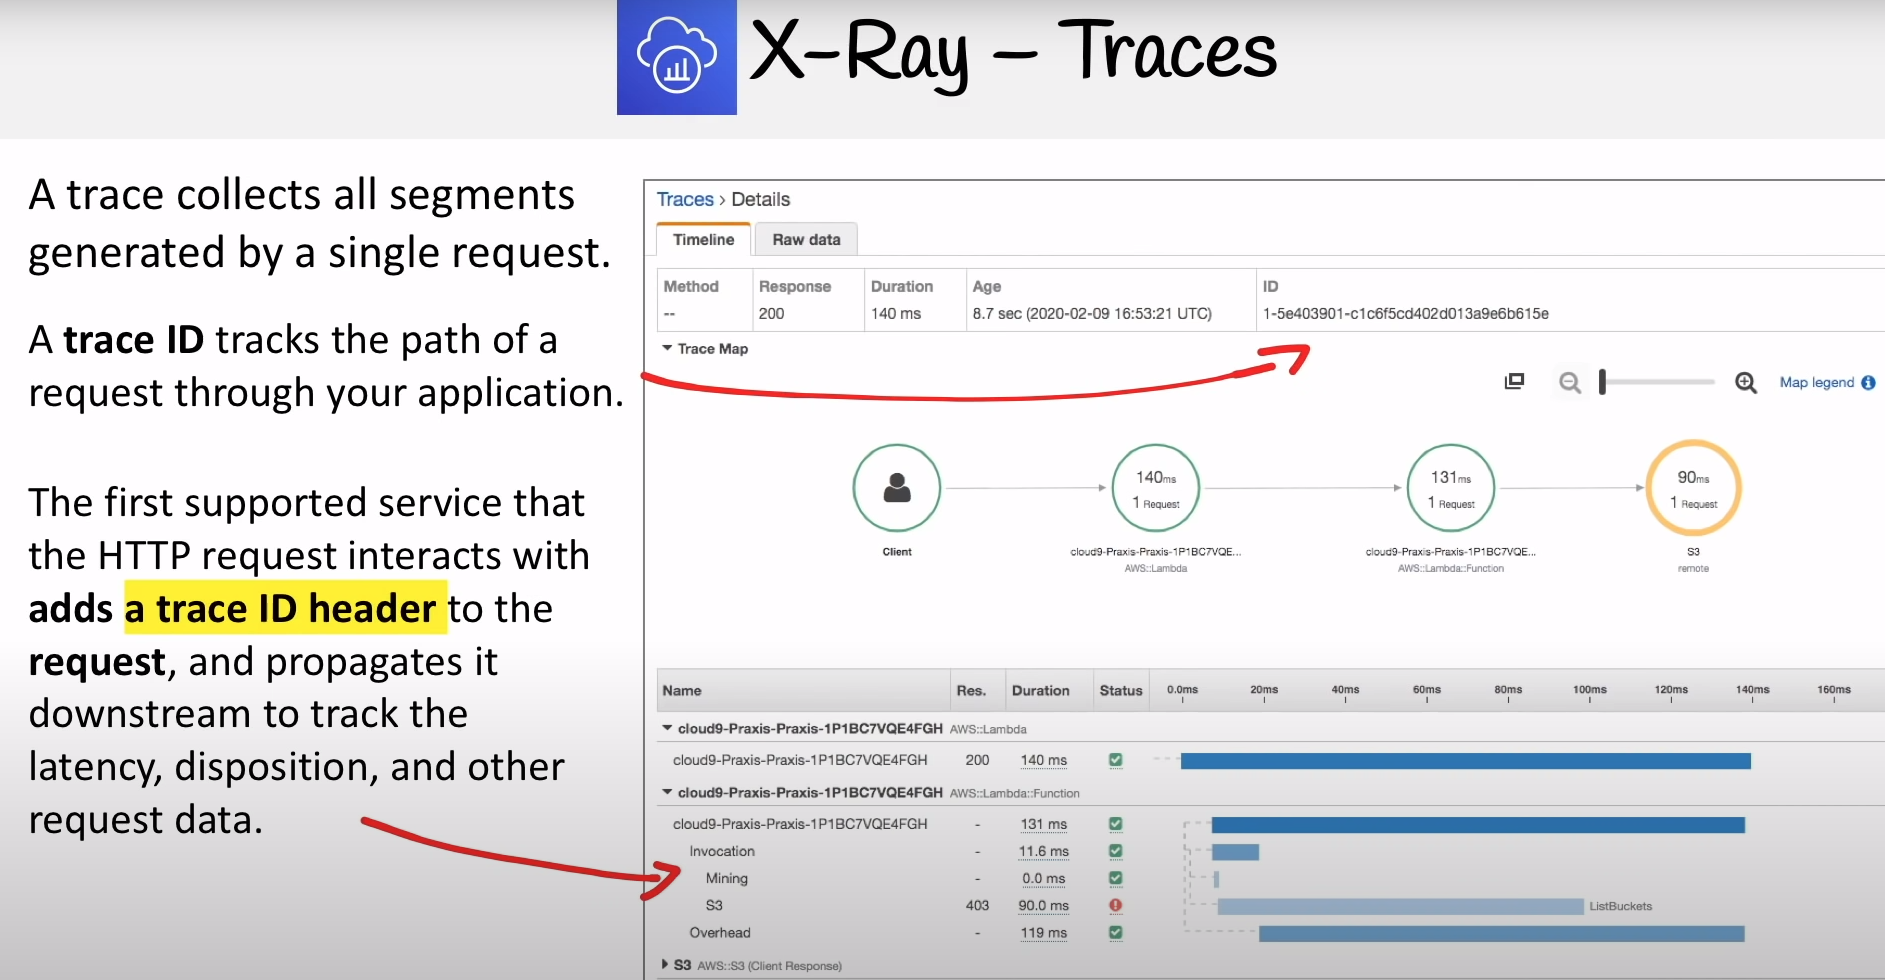 X-Ray – Traces
A trace collects all segments
generated by a single request.
A trace ID tracks the path of a
request through your application.
The first supported service that
the HTTP request interacts with
adds a trace ID header to the
request, and propagates it
downstream to track the
latency, disposition, and other
request data.
Traces › Details
Timeline Raw data
Method Response Duration Age ID
-- 200 140 ms 8.7 sec (2020-02-09 16:53:21 UTC) 1-5e403901-c1c6f5cd402d013a9e6b615e
Trace Map
Map legend
140ms 131ms 90ms
1 Request 1 Request 1 Request
Client cloud9-Praxis-Praxis-1P1BC7VQE... cloud9-Praxis-Praxis-1P1BC7VQE... S3
AWS::Lambda AWS::Lambda::Function remote
Name Res. Duration Status 0.0ms 20ms 40ms 60ms 80ms 100ms 120ms 140ms 160ms
cloud9-Praxis-Praxis-1P1BC7VQE4FGH AWS::Lambda
cloud9-Praxis-Praxis-1P1BC7VQE4FGH 200 140 ms
cloud9-Praxis-Praxis-1P1BC7VQE4FGH AWS::Lambda::Function
cloud9-Praxis-Praxis-1P1BC7VQE4FGH - 131 ms
Invocation - 11.6 ms
Mining - 0.0 ms
S3 403 90.0 ms ListBuckets
Overhead - 119 ms
S3 AWS::S3 (Client Response)